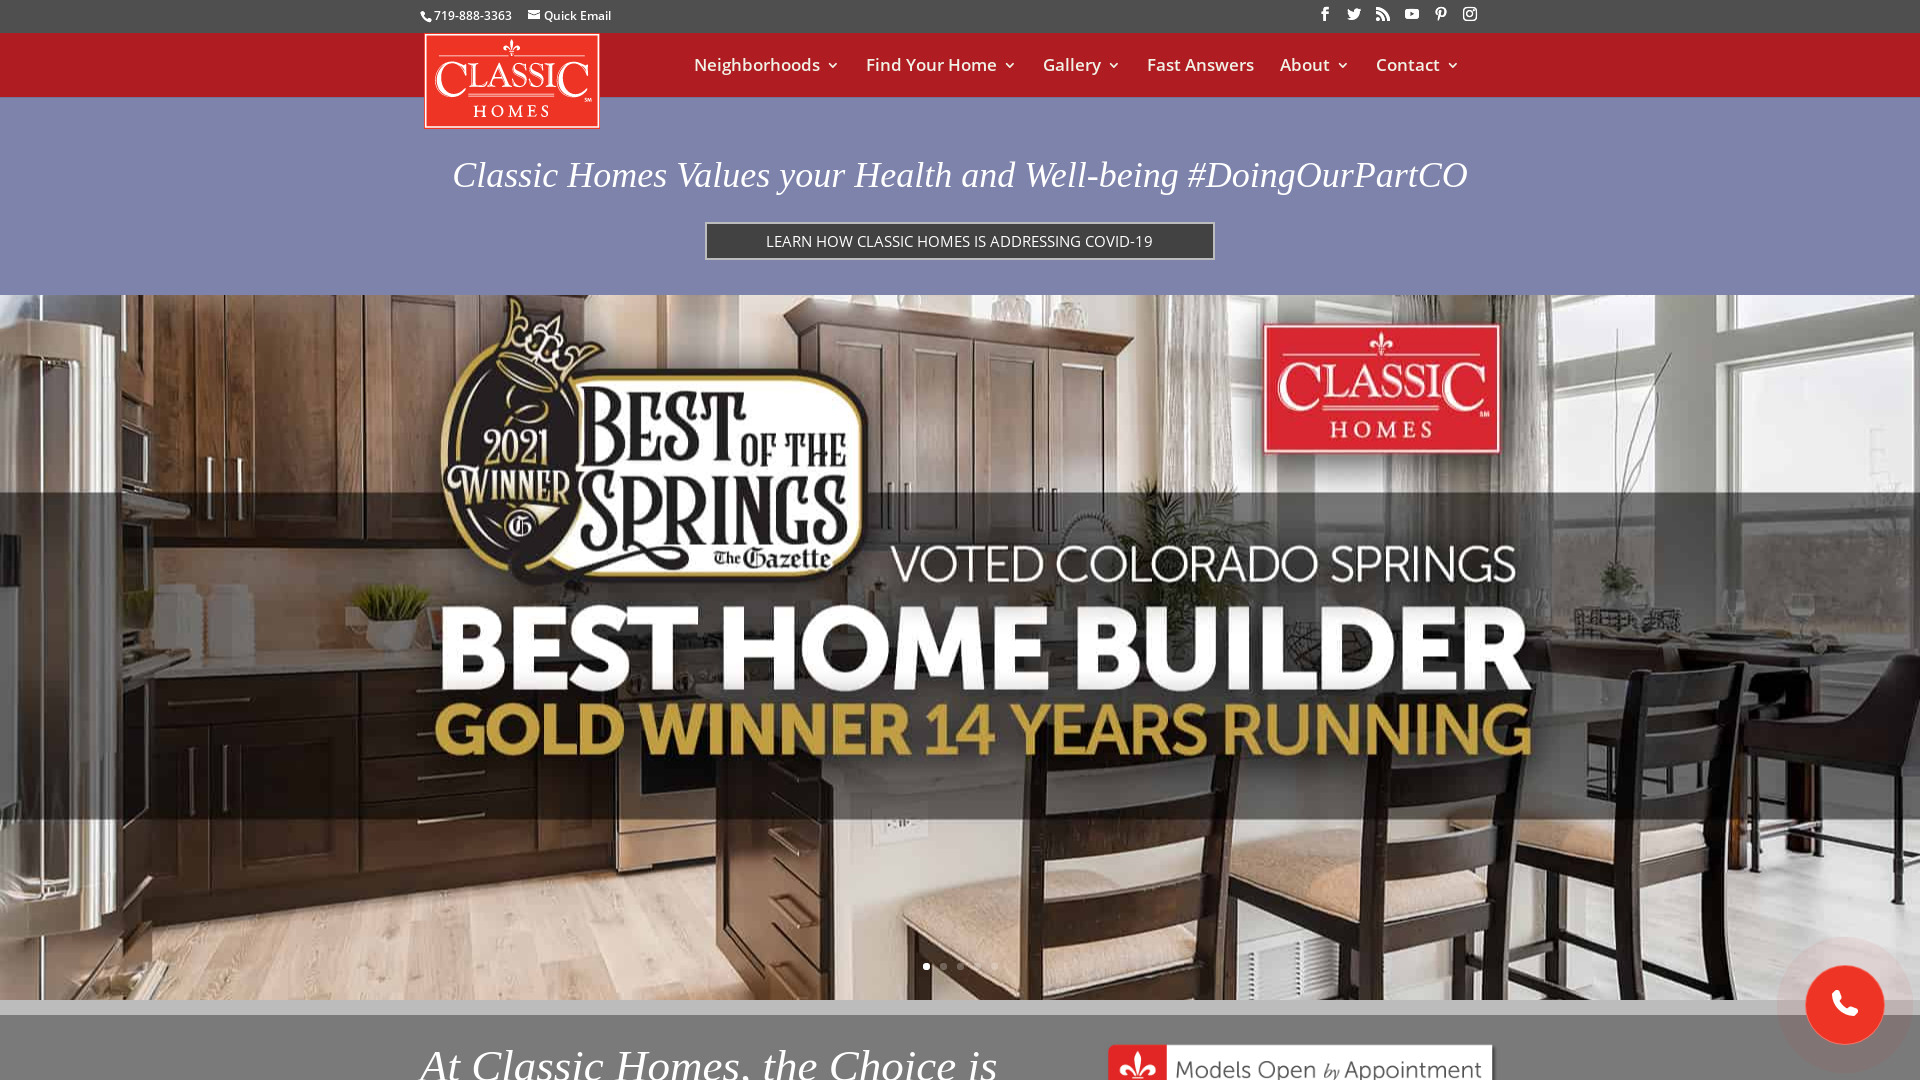 719-888-3363 Quick Email
CLASSIC
HOMES
SM
Neighborhoods Find Your Home Gallery Fast Answers About Contact
Classic Homes Values your Health and Well-being #DoingOurPartCO
LEARN HOW CLASSIC HOMES IS ADDRESSING COVID-19
2021
WINNER
G
BEST OF THE
SPRINGS
The Gazette
CLASSIC
HOMES
SM
VOTED COLORADO SPRINGS
BEST HOME BUILDER
GOLD WINNER 14 YEARS RUNNING
At Classic Homes, the Choice is
Models Open by Appointment